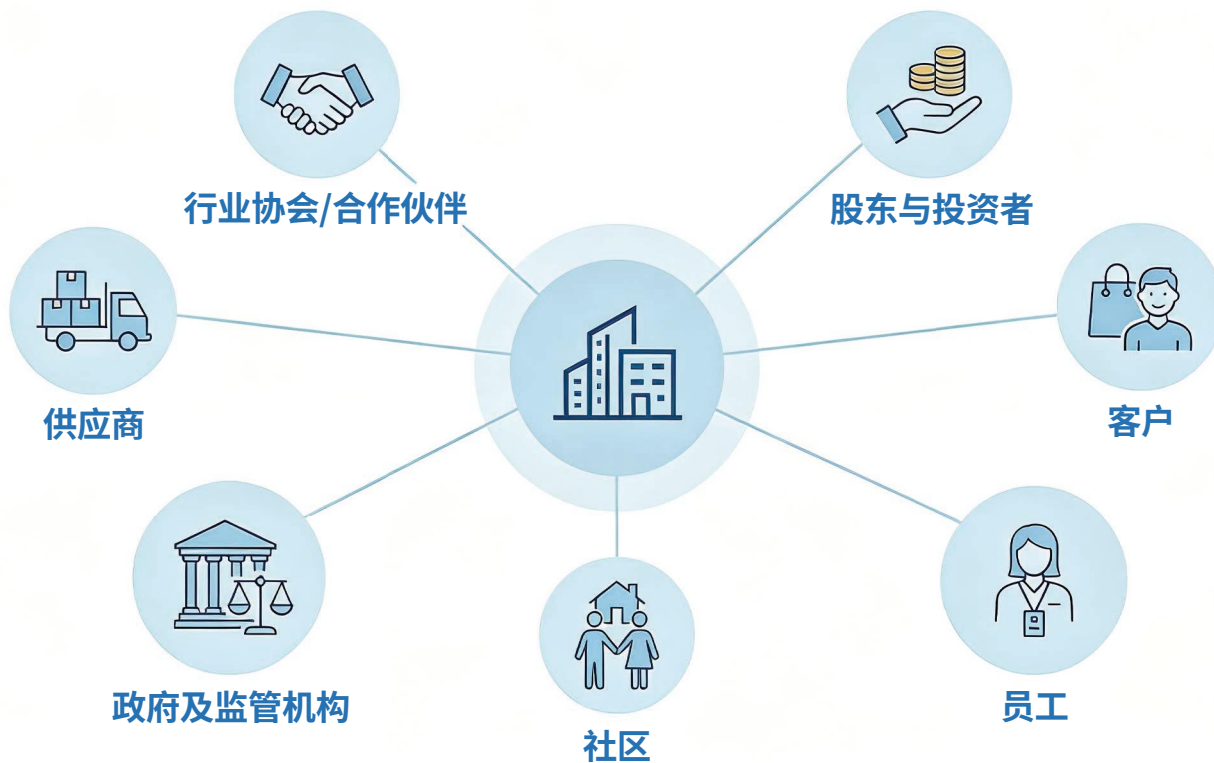 行业协会/合作伙伴
股东与投资者
供应商
客户
政府及监管机构
员工
社区